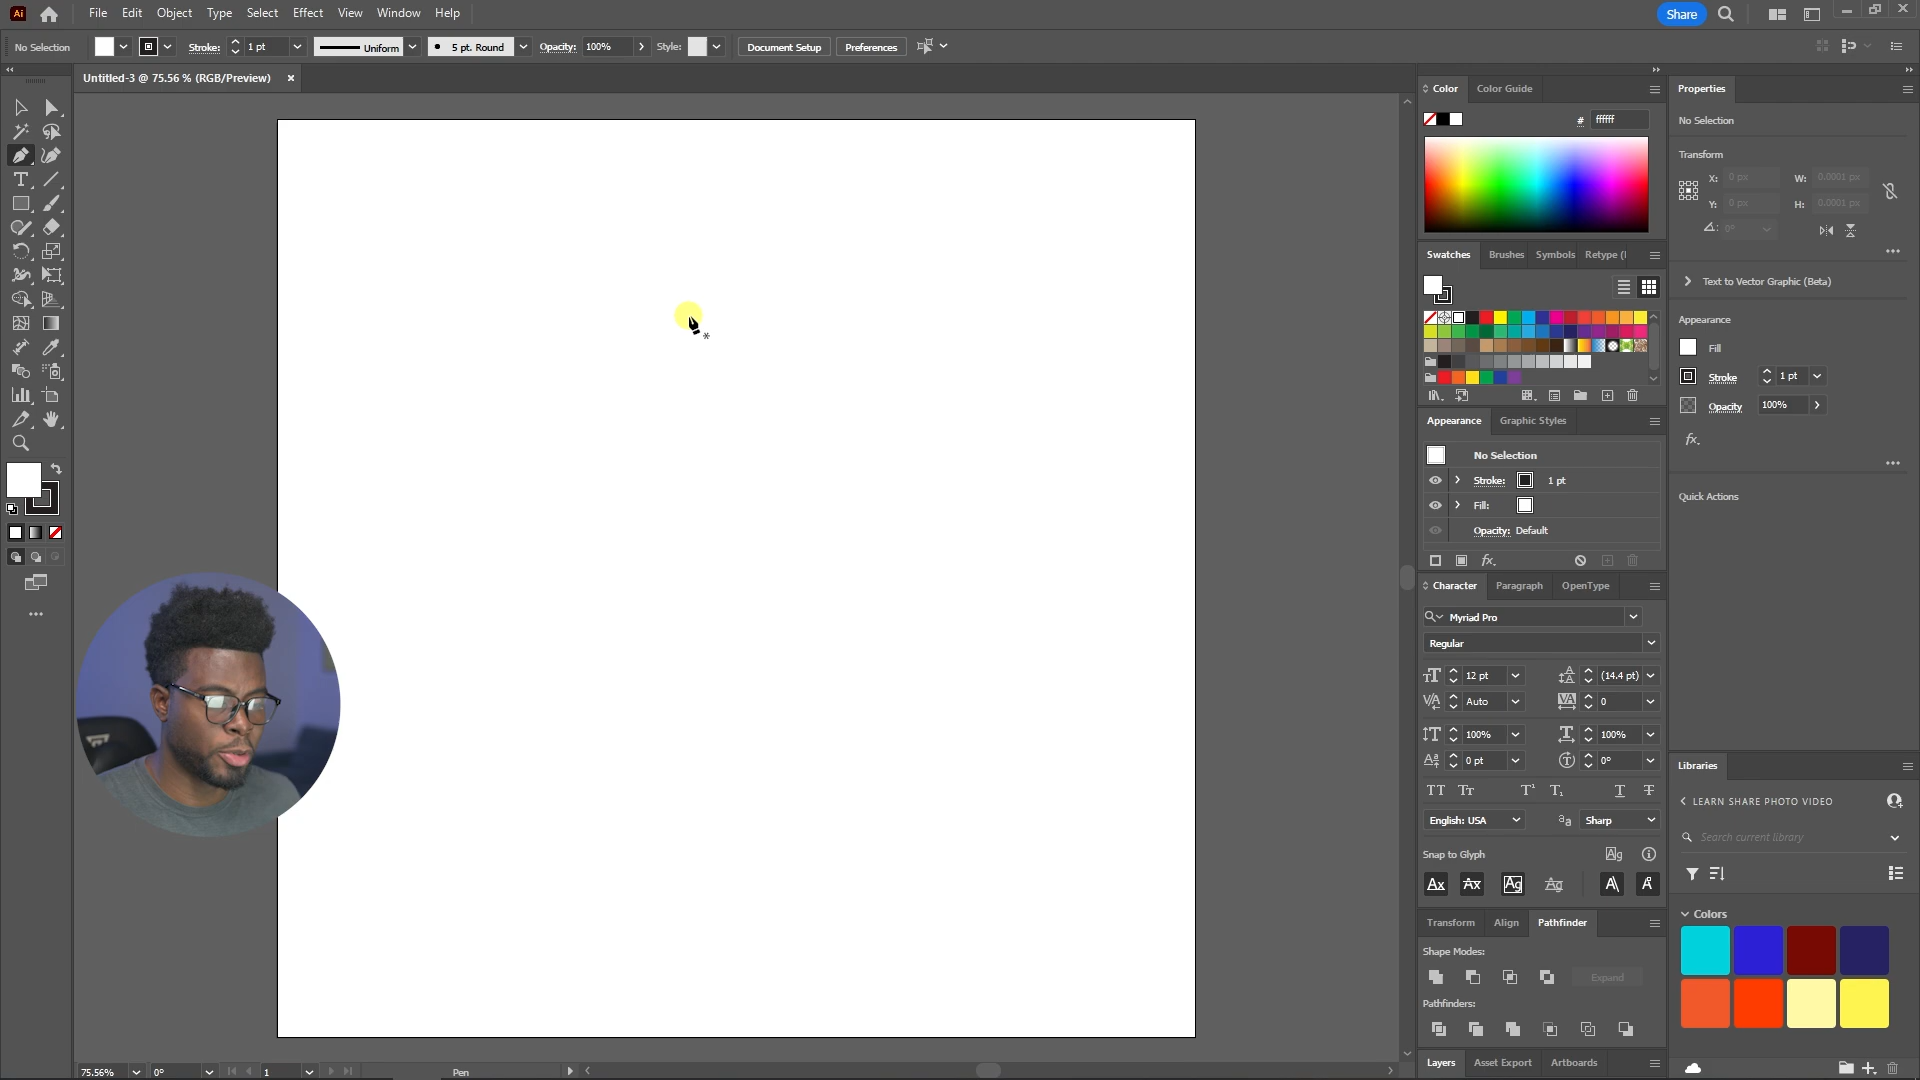 Ai File Edit Object Type Select Effect View Window Help Share
No Selection Stroke: 1 pt Uniform 5 pt. Round Opacity: 100% Style: Document Setup Preferences
Untitled-3 @ 75.56 % (RGB/Preview)
Color Color Guide
# ffffff
Swatches Brushes Symbols Retype (
Appearance Graphic Styles
No Selection
Stroke: 1 pt
Fill:
Opacity: Default
fx.
Character Paragraph OpenType
Myriad Pro
Regular
12 pt (14.4 pt)
Auto 0
100% 100%
0 pt 0°
English: USA Sharp
Snap to Glyph
Transform Align Pathfinder
Shape Modes:
Expand
Pathfinders:
Layers Asset Export Artboards
Properties
No Selection
Transform
X: 0 px W: 0.0001 px
Y: 0 px H: 0.0001 px
0°
Text to Vector Graphic (Beta)
Appearance
Fill
Stroke 1 pt
Opacity 100%
fx.
Quick Actions
Libraries
LEARN SHARE PHOTO VIDEO
Search current library
Colors
75.56% 0° 1 Pen